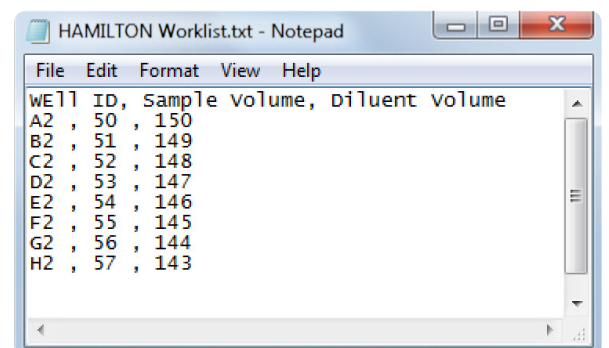 HAMILTON Worklist.txt - Notepad
File Edit Format View Help
WEll ID, Sample Volume, Diluent Volume
A2 , 50 , 150
B2 , 51 , 149
C2 , 52 , 148
D2 , 53 , 147
E2 , 54 , 146
F2 , 55 , 145
G2 , 56 , 144
H2 , 57 , 143